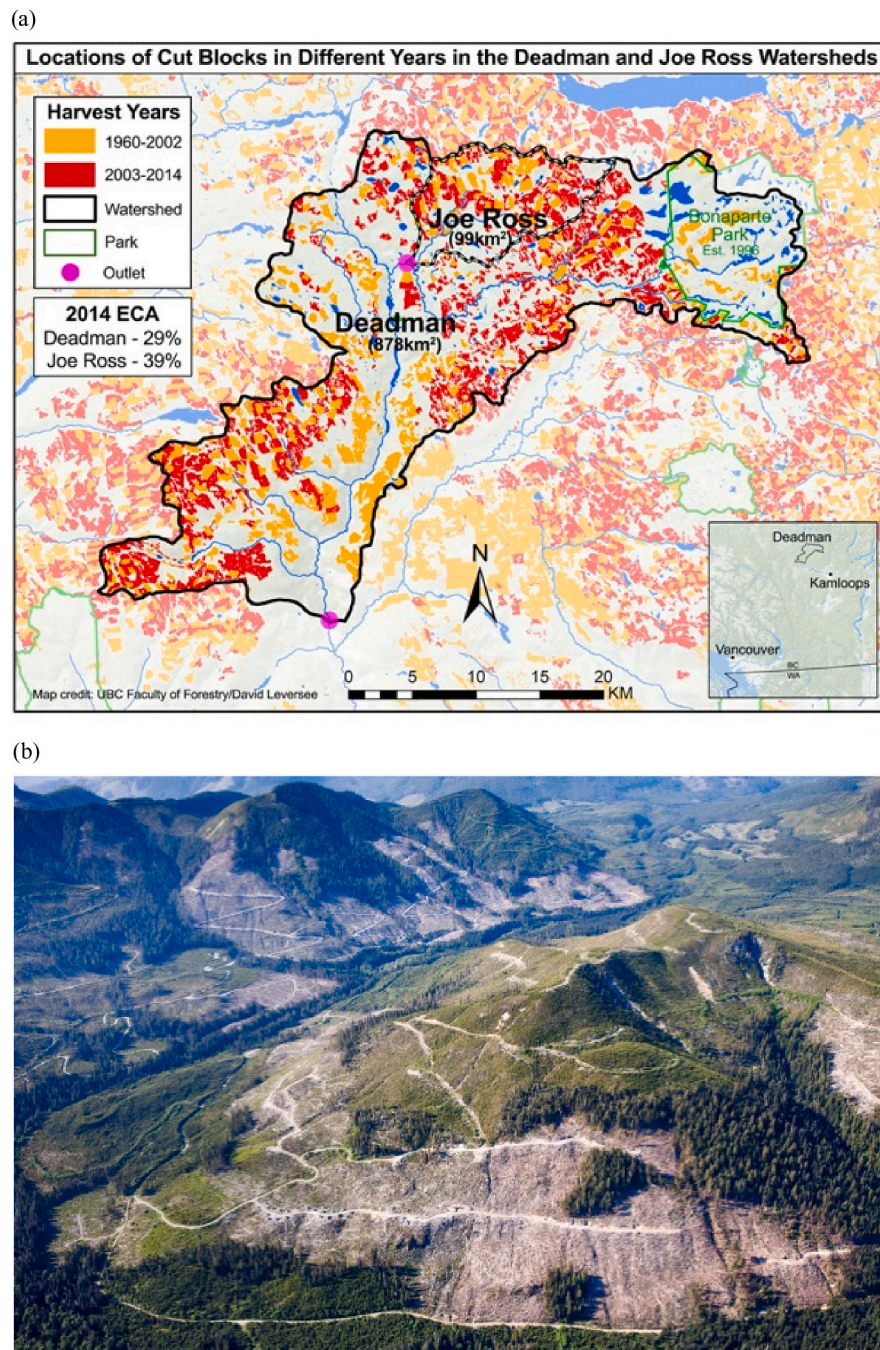 (a)
Locations of Cut Blocks in Different Years in the Deadman and Joe Ross Watersheds
Harvest Years
1960-2002
2003-2014
Watershed
Park
Outlet
2014 ECA
Deadman - 29%
Joe Ross - 39%
Joe Ross
(99km²)
Bonaparte
Park
Est. 1996
Deadman
(878km²)
N
Deadman
Kamloops
Vancouver
BC
WA
Map credit: UBC Faculty of Forestry/David Leversee
0 5 10 15 20
KM
(b)